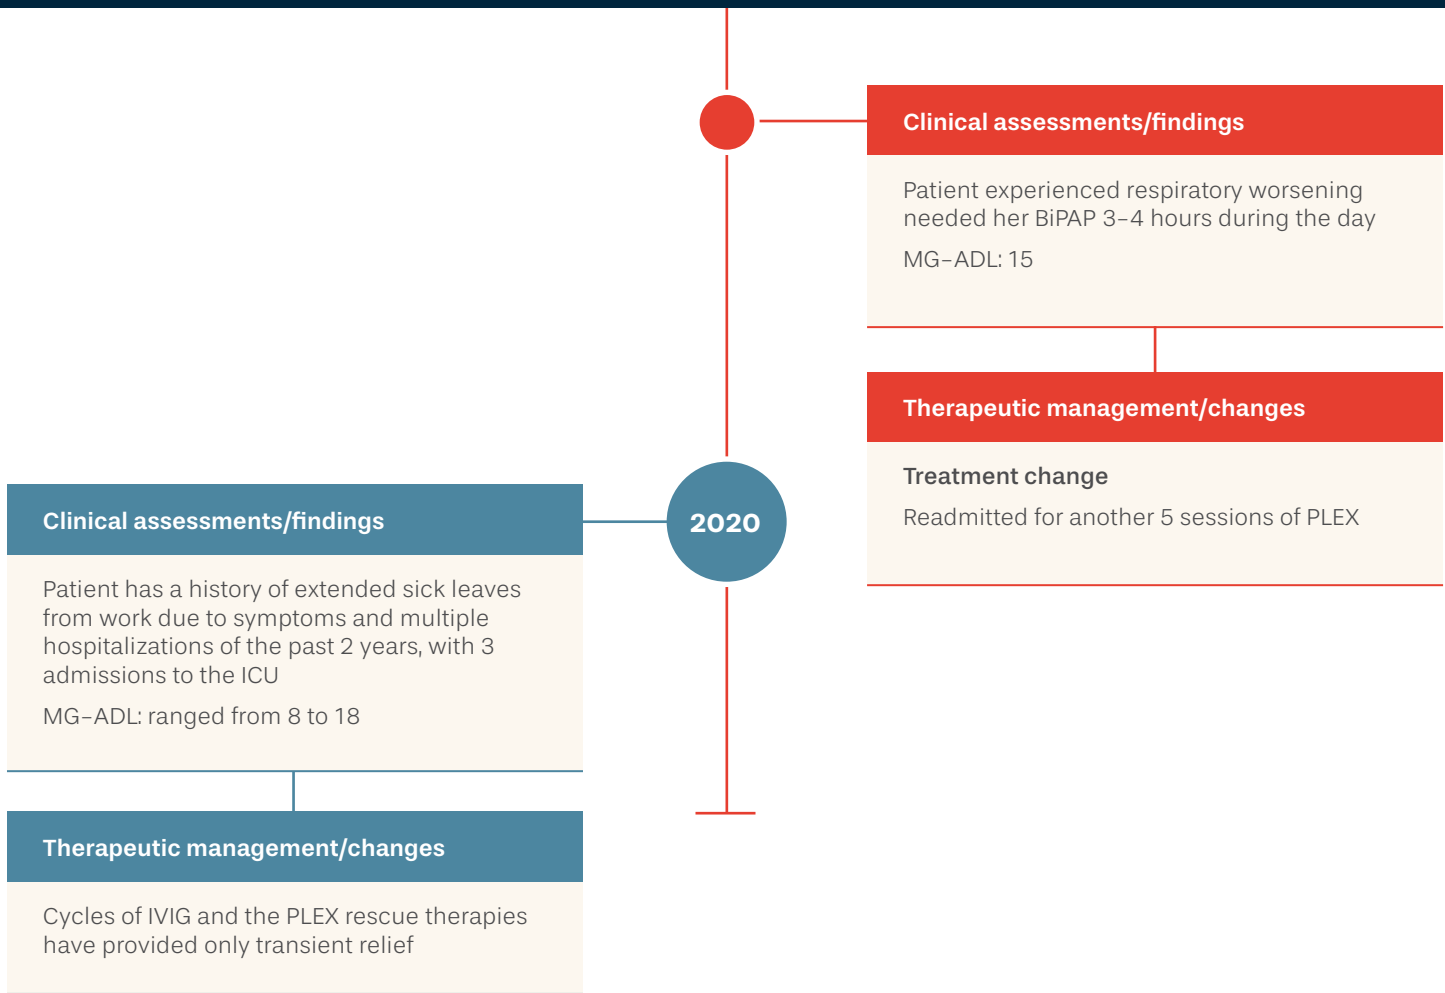 Clinical assessments/findings
Patient experienced respiratory worsening
needed her BiPAP 3–4 hours during the day
MG–ADL: 15
Therapeutic management/changes
Treatment change
Readmitted for another 5 sessions of PLEX
2020
Clinical assessments/findings
Patient has a history of extended sick leaves
from work due to symptoms and multiple
hospitalizations of the past 2 years, with 3
admissions to the ICU
MG–ADL: ranged from 8 to 18
Therapeutic management/changes
Cycles of IVIG and the PLEX rescue therapies
have provided only transient relief